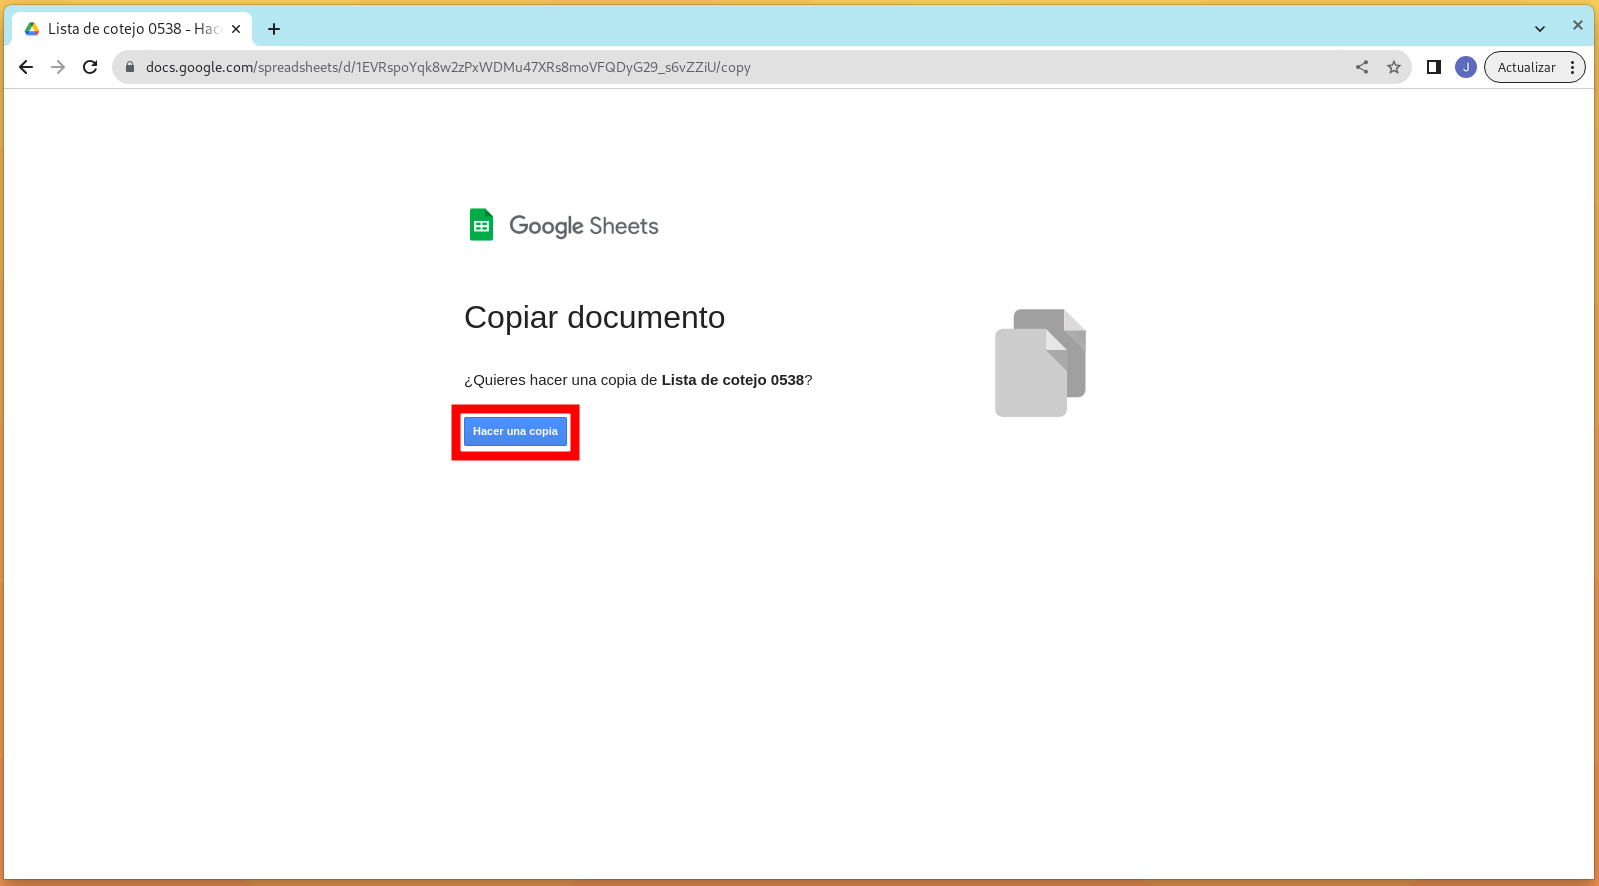 Lista de cotejo 0538 - Hac
docs.google.com/spreadsheets/d/1EVRspoYqk8w2zPxWDMu47XRs8moVFQDyG29_s6vZZiU/copy
J
Actualizar
Google Sheets
Copiar documento
¿Quieres hacer una copia de Lista de cotejo 0538?
Hacer una copia